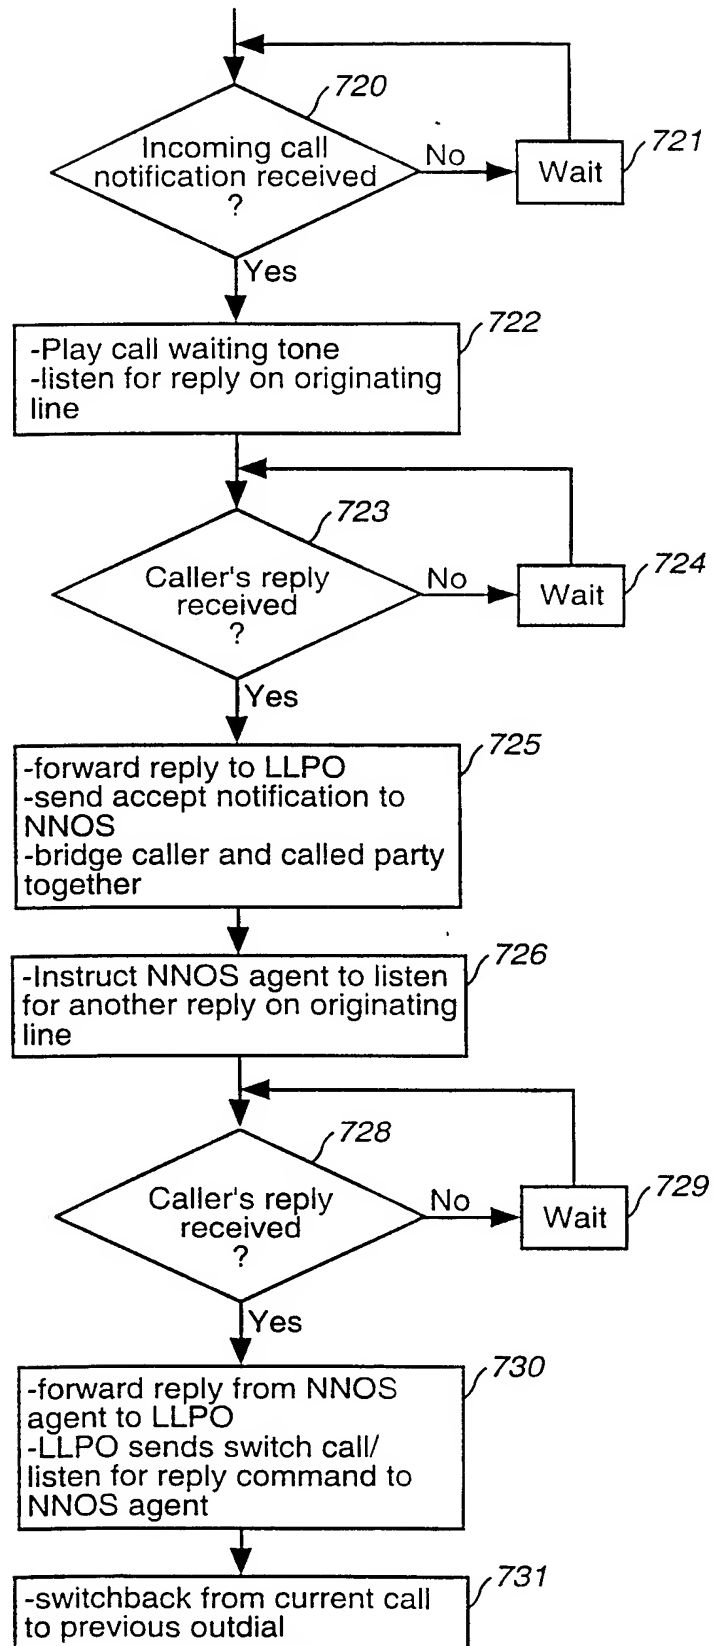 720
Incoming call
notification received
?
No
Wait
721
Yes
722
-Play call waiting tone
-listen for reply on originating
line
723
Caller's reply
received
?
No
Wait
724
Yes
725
-forward reply to LLPO
-send accept notification to
NNOS
-bridge caller and called party
together
726
-Instruct NNOS agent to listen
for another reply on originating
line
728
Caller's reply
received
?
No
Wait
729
Yes
730
-forward reply from NNOS
agent to LLPO
-LLPO sends switch call/
listen for reply command to
NNOS agent
731
-switchback from current call
to previous outdial